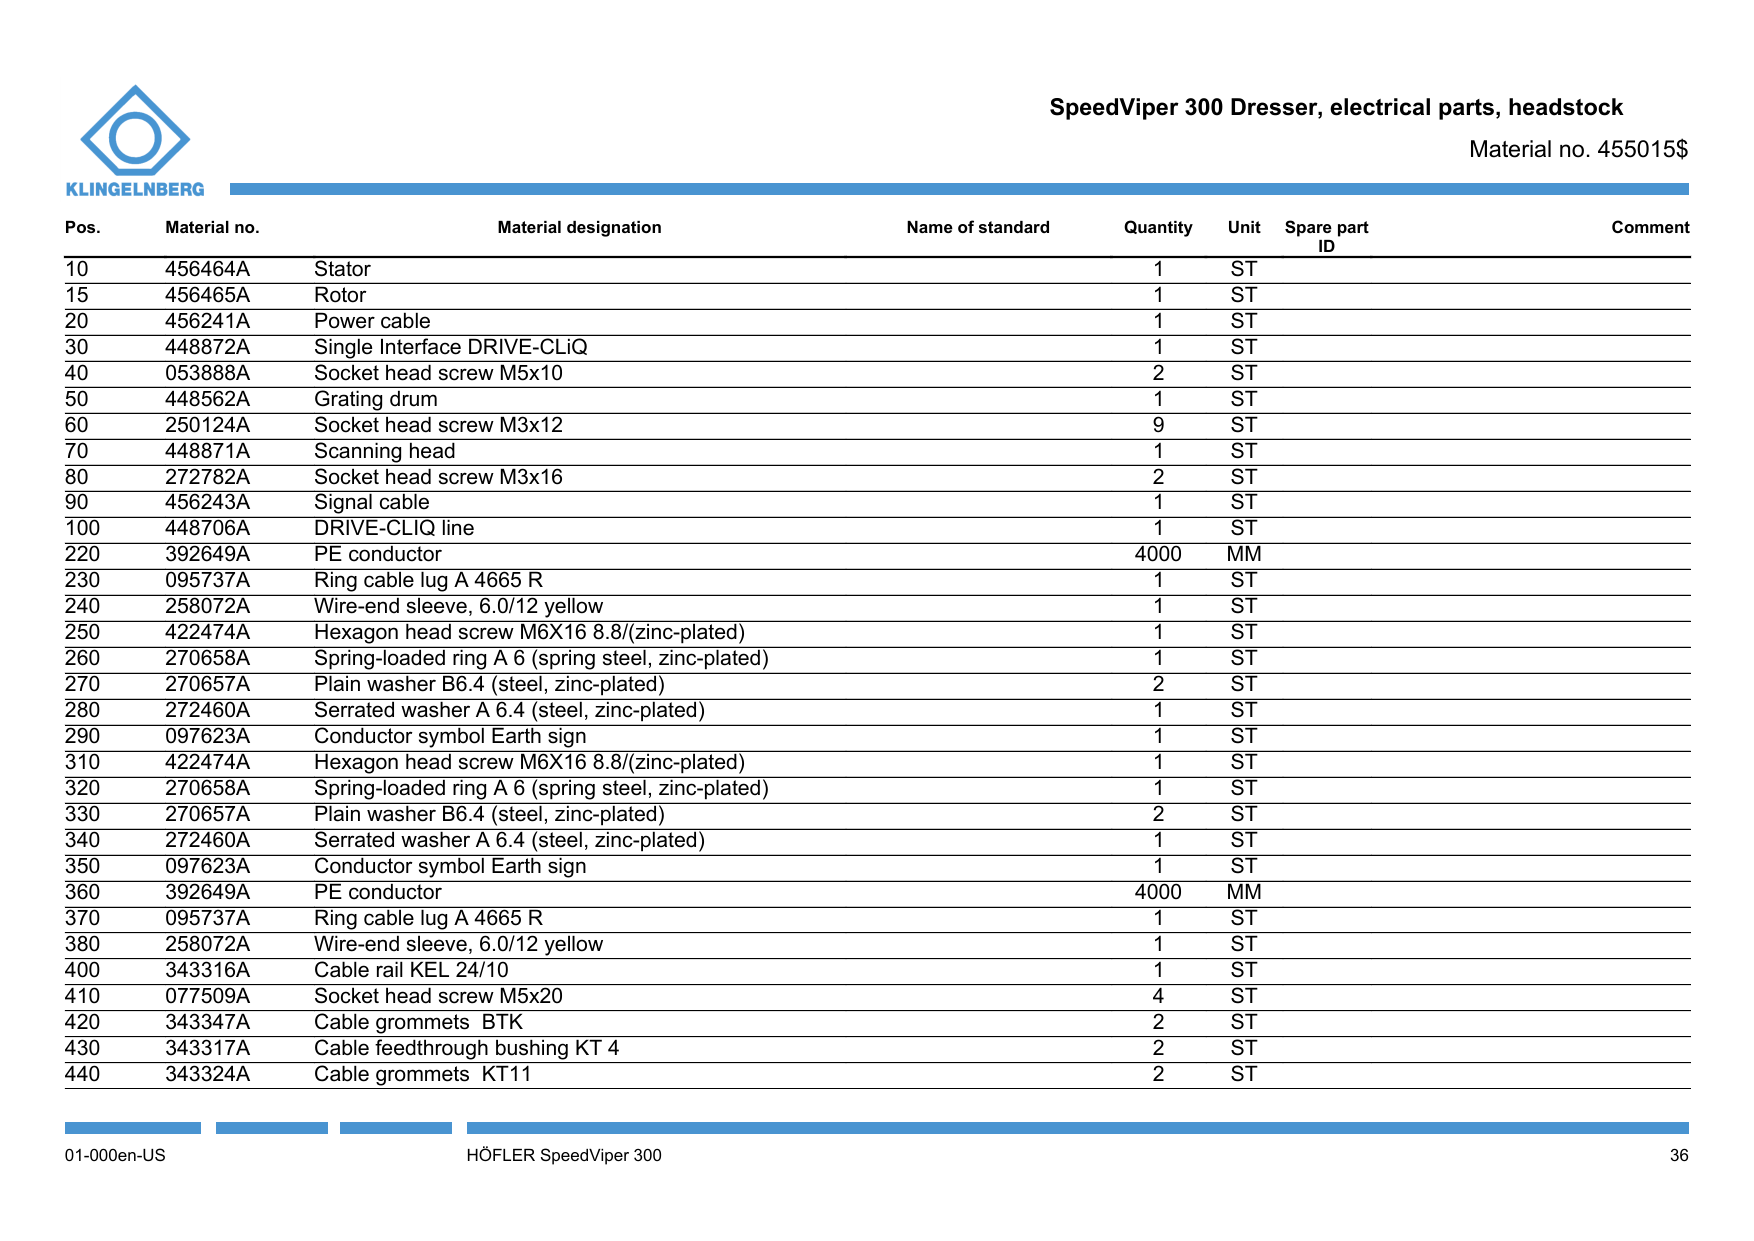 SpeedViper 300 Dresser, electrical parts, headstock
Material no. 455015$
KLINGELNBERG
Pos. Material no. Material designation Name of standard Quantity Unit Spare part ID Comment
10 456464A Stator 1 ST
15 456465A Rotor 1 ST
20 456241A Power cable 1 ST
30 448872A Single Interface DRIVE-CLiQ 1 ST
40 053888A Socket head screw M5x10 2 ST
50 448562A Grating drum 1 ST
60 250124A Socket head screw M3x12 9 ST
70 448871A Scanning head 1 ST
80 272782A Socket head screw M3x16 2 ST
90 456243A Signal cable 1 ST
100 448706A DRIVE-CLIQ line 1 ST
220 392649A PE conductor 4000 MM
230 095737A Ring cable lug A 4665 R 1 ST
240 258072A Wire-end sleeve, 6.0/12 yellow 1 ST
250 422474A Hexagon head screw M6X16 8.8/(zinc-plated) 1 ST
260 270658A Spring-loaded ring A 6 (spring steel, zinc-plated) 1 ST
270 270657A Plain washer B6.4 (steel, zinc-plated) 2 ST
280 272460A Serrated washer A 6.4 (steel, zinc-plated) 1 ST
290 097623A Conductor symbol Earth sign 1 ST
310 422474A Hexagon head screw M6X16 8.8/(zinc-plated) 1 ST
320 270658A Spring-loaded ring A 6 (spring steel, zinc-plated) 1 ST
330 270657A Plain washer B6.4 (steel, zinc-plated) 2 ST
340 272460A Serrated washer A 6.4 (steel, zinc-plated) 1 ST
350 097623A Conductor symbol Earth sign 1 ST
360 392649A PE conductor 4000 MM
370 095737A Ring cable lug A 4665 R 1 ST
380 258072A Wire-end sleeve, 6.0/12 yellow 1 ST
400 343316A Cable rail KEL 24/10 1 ST
410 077509A Socket head screw M5x20 4 ST
420 343347A Cable grommets BTK 2 ST
430 343317A Cable feedthrough bushing KT 4 2 ST
440 343324A Cable grommets KT11 2 ST
01-000en-US HÖFLER SpeedViper 300 36